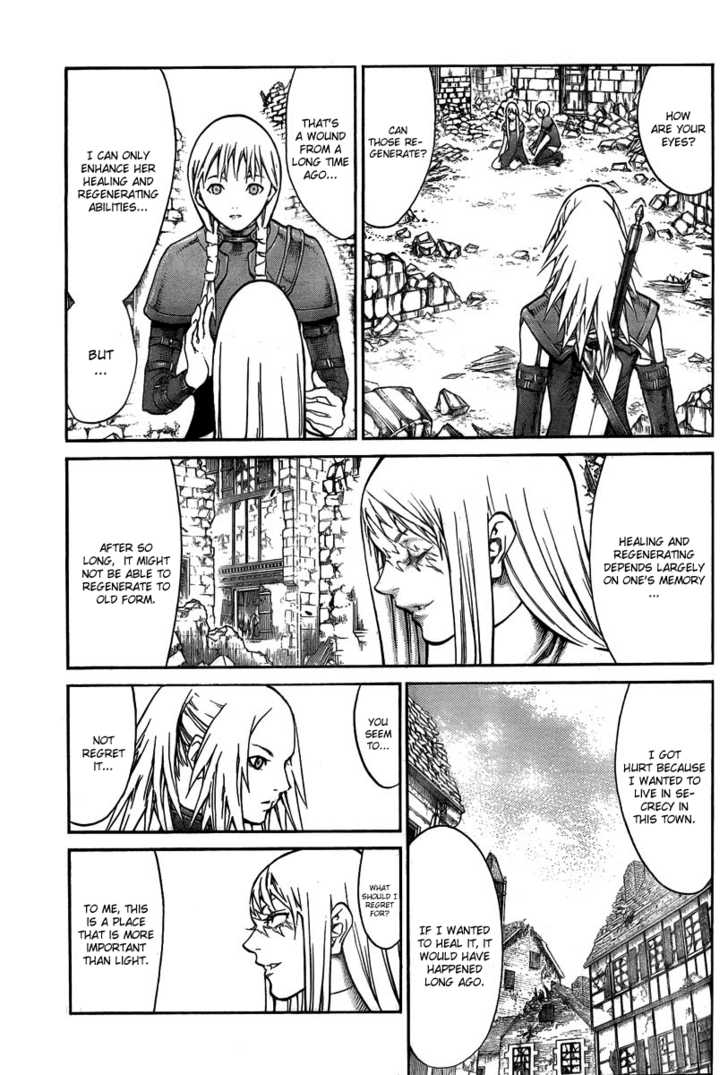 HOW
ARE YOUR
EYES?
CAN
THOSE RE-
GENERATE?
THAT'S
A WOUND
FROM A
LONG TIME
AGO...
I CAN ONLY
ENHANCE HER
HEALING AND
REGENERATING
ABILITIES...
BUT
...
HEALING AND
REGENERATING
DEPENDS LARGELY
ON ONE'S MEMORY
...
AFTER SO
LONG, IT MIGHT
NOT BE ABLE TO
REGENERATE TO
OLD FORM.
I GOT
HURT BECAUSE
I WANTED TO
LIVE IN SE-
CRECY IN
THIS TOWN.
IF I WANTED
TO HEAL IT, IT
WOULD HAVE
HAPPENED
LONG AGO.
YOU
SEEM
TO...
NOT
REGRET
IT...
WHAT
SHOULD I
REGRET
FOR?
TO ME, THIS
IS A PLACE
THAT IS MORE
IMPORTANT
THAN LIGHT.